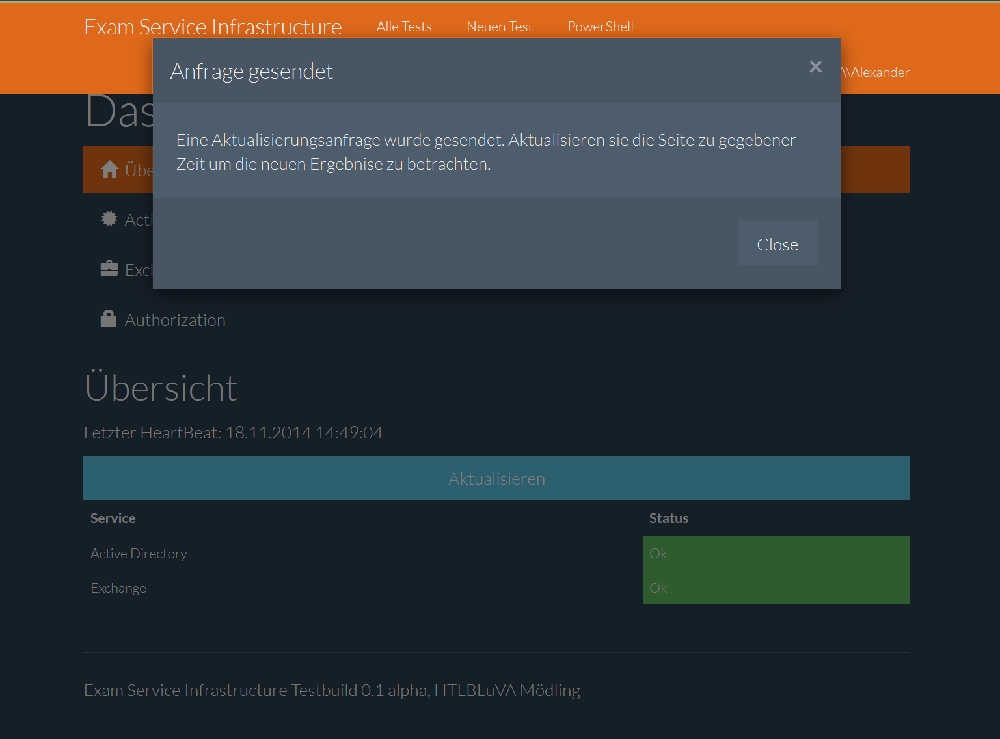 Exam Service Infrastructure Alle Tests Neuen Test PowerShell
A\Alexander
Anfrage gesendet ×
Eine Aktualisierungsanfrage wurde gesendet. Aktualisieren sie die Seite zu gegebener
Zeit um die neuen Ergebnise zu betrachten.
Close
Das
Übe
Acti
Exch
Authorization
Übersicht
Letzter HeartBeat: 18.11.2014 14:49:04
Aktualisieren
Service Status
Active Directory Ok
Exchange Ok
Exam Service Infrastructure Testbuild 0.1 alpha, HTLBLuVA Mödling